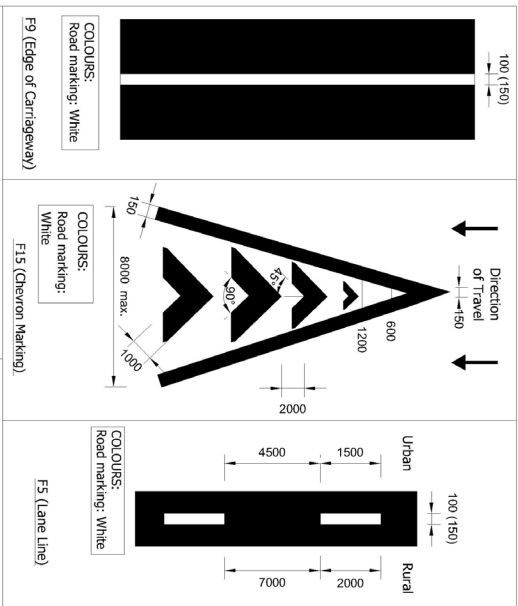 100 (150)
COLOURS:
Road marking: White
F9 (Edge of Carriageway)
Direction
of Travel
150
600
1200
45°
90°
2000
150
8000 max.
1000
COLOURS:
Road marking:
White
F15 (Chevron Marking)
Urban
Rural
100 (150)
1500
2000
4500
7000
COLOURS:
Road marking: White
F5 (Lane Line)